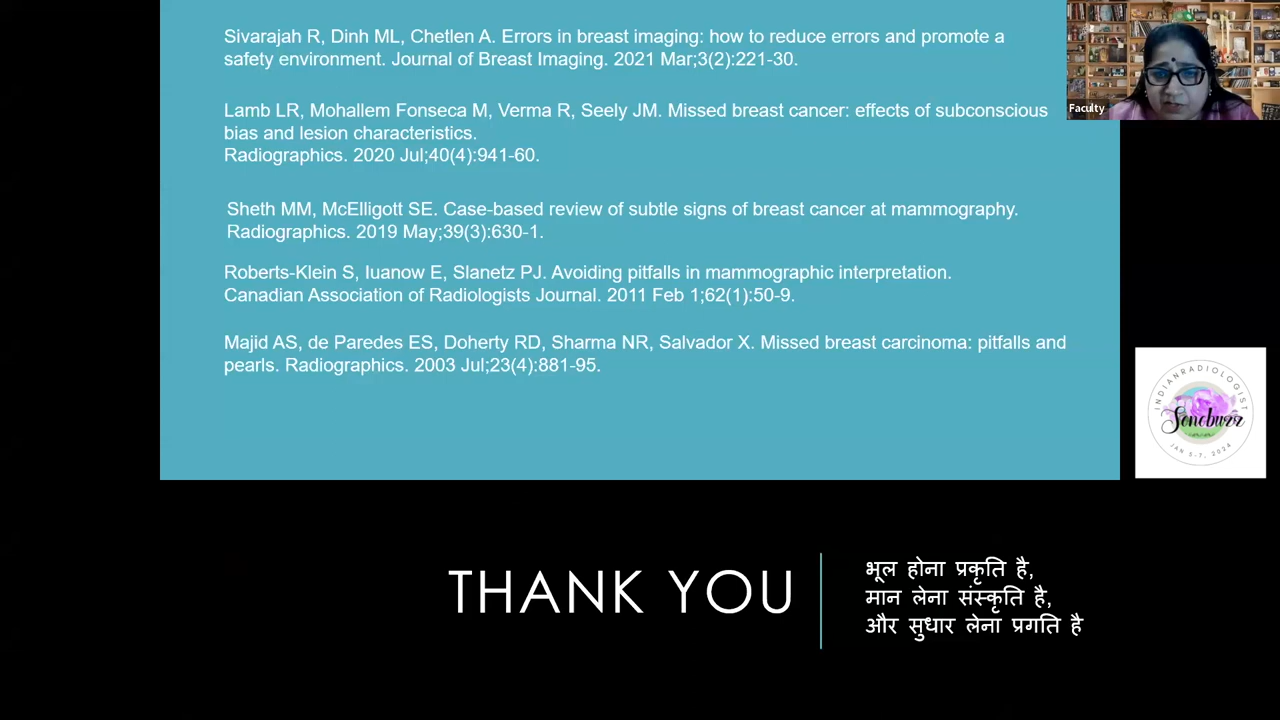 Sivarajah R, Dinh ML, Chetlen A. Errors in breast imaging: how to reduce errors and promote a
safety environment. Journal of Breast Imaging. 2021 Mar;3(2):221-30.
Lamb LR, Mohallem Fonseca M, Verma R, Seely JM. Missed breast cancer: effects of subconscious
bias and lesion characteristics.
Radiographics. 2020 Jul;40(4):941-60.
Sheth MM, McElligott SE. Case-based review of subtle signs of breast cancer at mammography.
Radiographics. 2019 May;39(3):630-1.
Roberts-Klein S, Iuanow E, Slanetz PJ. Avoiding pitfalls in mammographic interpretation.
Canadian Association of Radiologists Journal. 2011 Feb 1;62(1):50-9.
Majid AS, de Paredes ES, Doherty RD, Sharma NR, Salvador X. Missed breast carcinoma: pitfalls and
pearls. Radiographics. 2003 Jul;23(4):881-95.
Faculty
INDIANRADIOLOGIST
Sonobuzz
JAN 5-7, 2024
THANK YOU
भूल होना प्रकृति है,
मान लेना संस्कृति है,
और सुधार लेना प्रगति है